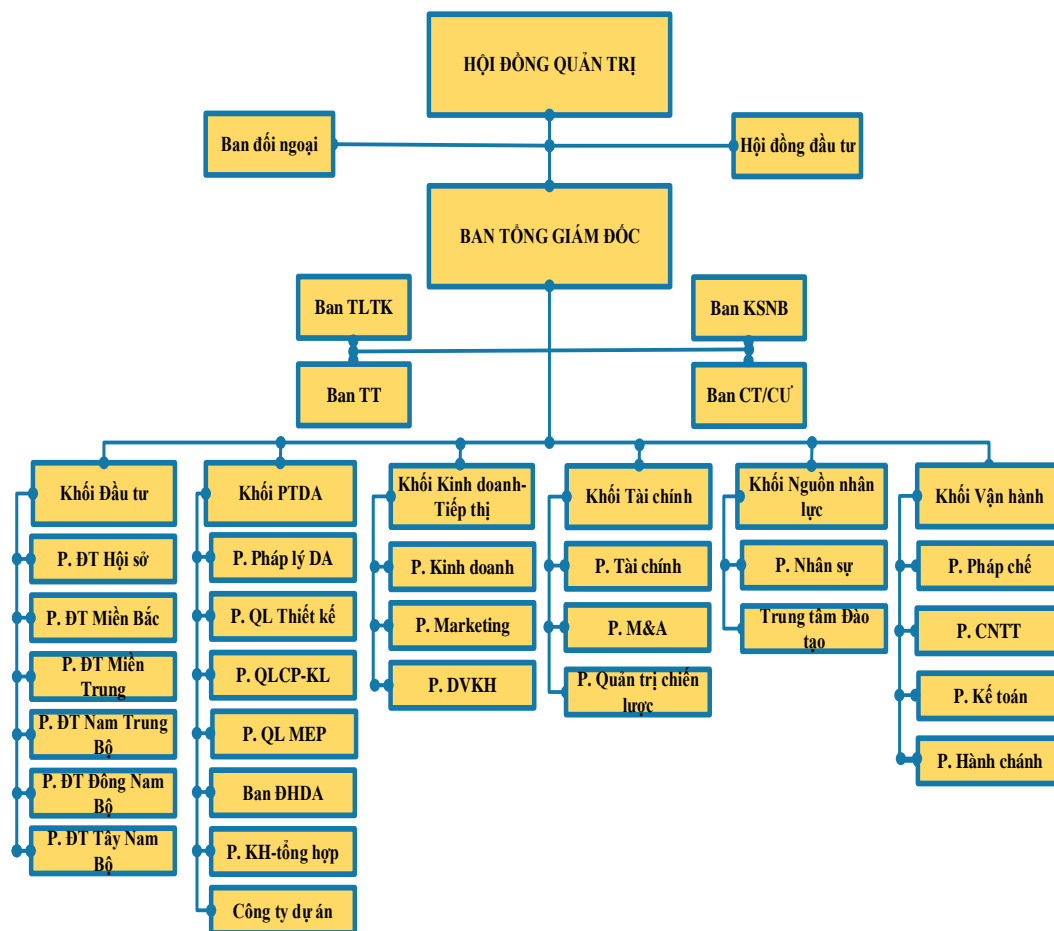 HỘI ĐỒNG QUẢN TRỊ
Ban đối ngoại
Hội đồng đầu tư
BAN TỔNG GIÁM ĐỐC
Ban TLTK
Ban KSNB
Ban TT
Ban CT/CƯ
Khối Đầu tư
P. ĐT Hội sở
P. ĐT Miền Bắc
P. ĐT Miền
Trung
P. ĐT Nam Trung
Bộ
P. ĐT Đông Nam
Bộ
P. ĐT Tây Nam
Bộ
Khối PTDA
P. Pháp lý DA
P. QL Thiết kế
P. QLCP-KL
P. QL MEP
Ban ĐHDA
P. KH-tổng hợp
Công ty dự án
Khối Kinh doanh-
Tiếp thị
P. Kinh doanh
P. Marketing
P. DVKH
Khối Tài chính
P. Tài chính
P. M&A
P. Quản trị chiến
lược
Khối Nguồn nhân
lực
P. Nhân sự
Trung tâm Đào
tạo
Khối Vận hành
P. Pháp chế
P. CNTT
P. Kế toán
P. Hành chánh